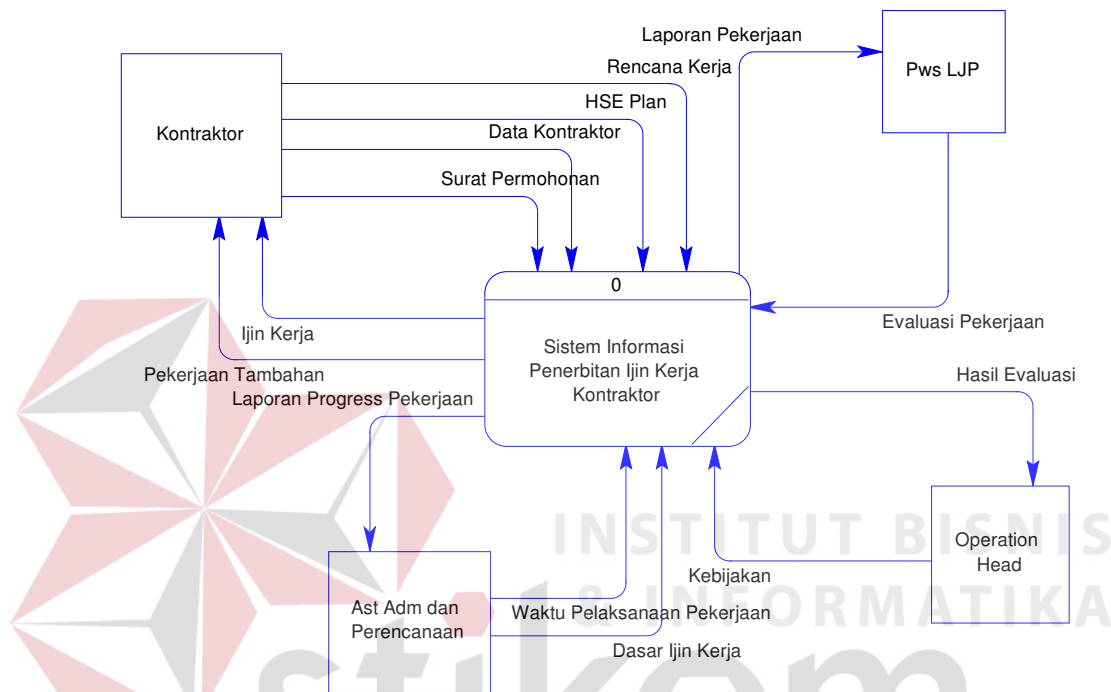 Laporan Pekerjaan
Rencana Kerja
Pws LJP
HSE Plan
Kontraktor
Data Kontraktor
Surat Permohonan
0
Ijin Kerja
Evaluasi Pekerjaan
Sistem Informasi
Penerbitan Ijin Kerja
Kontraktor
Pekerjaan Tambahan
Hasil Evaluasi
Laporan Progress Pekerjaan
INSTITUT BISNIS
& INFORMATIKA
Operation
Head
Kebijakan
Ast Adm dan
Perencanaan
Waktu Pelaksanaan Pekerjaan
Dasar Ijin Kerja
stikom